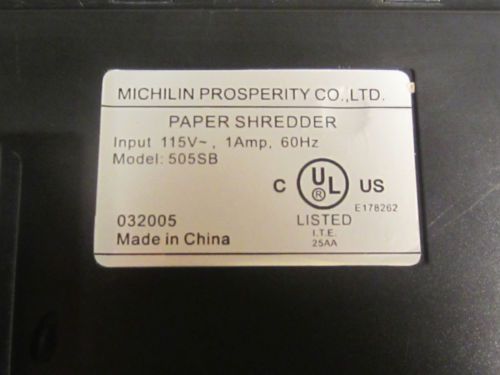 MICHILIN PROSPERITY CO.,LTD.
PAPER SHREDDER
Input 115V~, 1Amp, 60Hz
Model: 505SB
C UL ® US
E178262
LISTED
I.T.E.
25AA
032005
Made in China